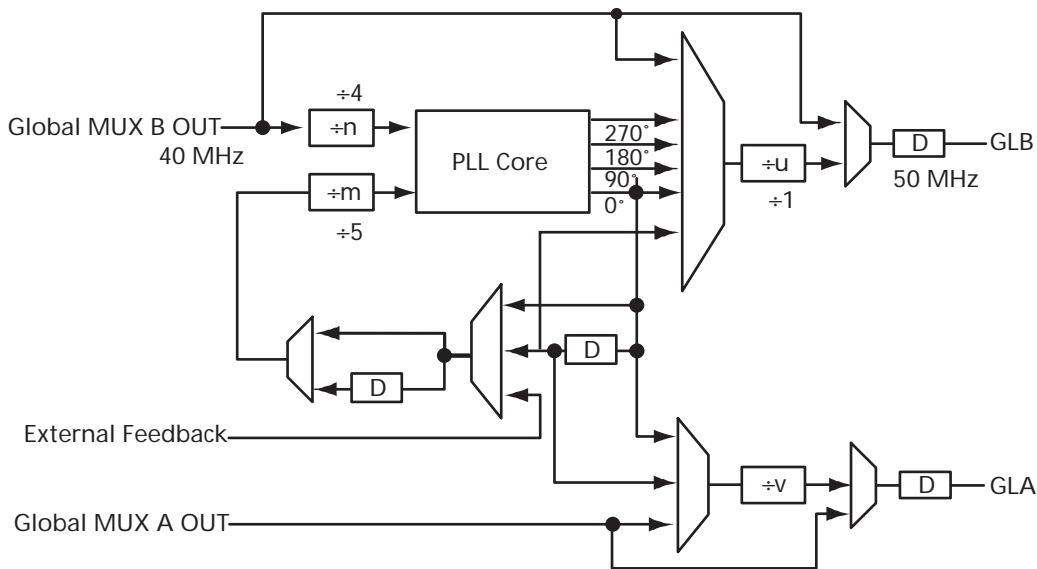 ÷4
Global MUX B OUT
÷n
40 MHz
PLL Core
270°
180°
90°
0°
÷u
÷1
D
GLB
50 MHz
÷m
÷5
D
D
External Feedback
÷v
D
GLA
Global MUX A OUT